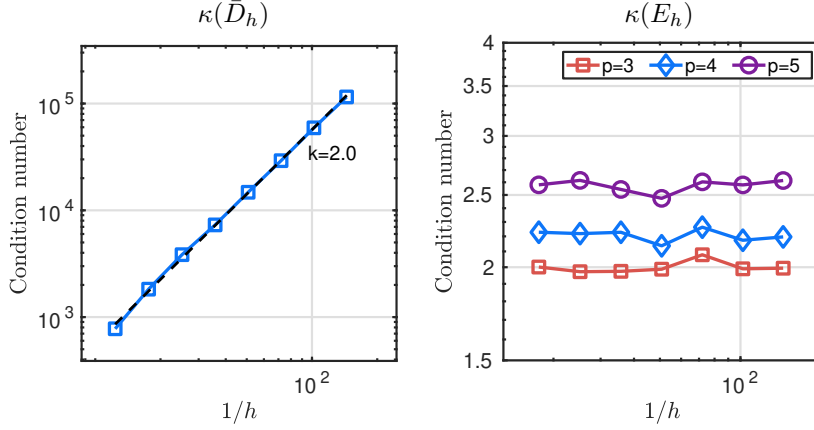 κ(D̄_h)
Condition number
10^5
10^4
10^3
k=2.0
10^2
1/h
κ(E_h)
p=3 p=4 p=5
Condition number
4
3.5
3
2.5
2
1.5
10^2
1/h